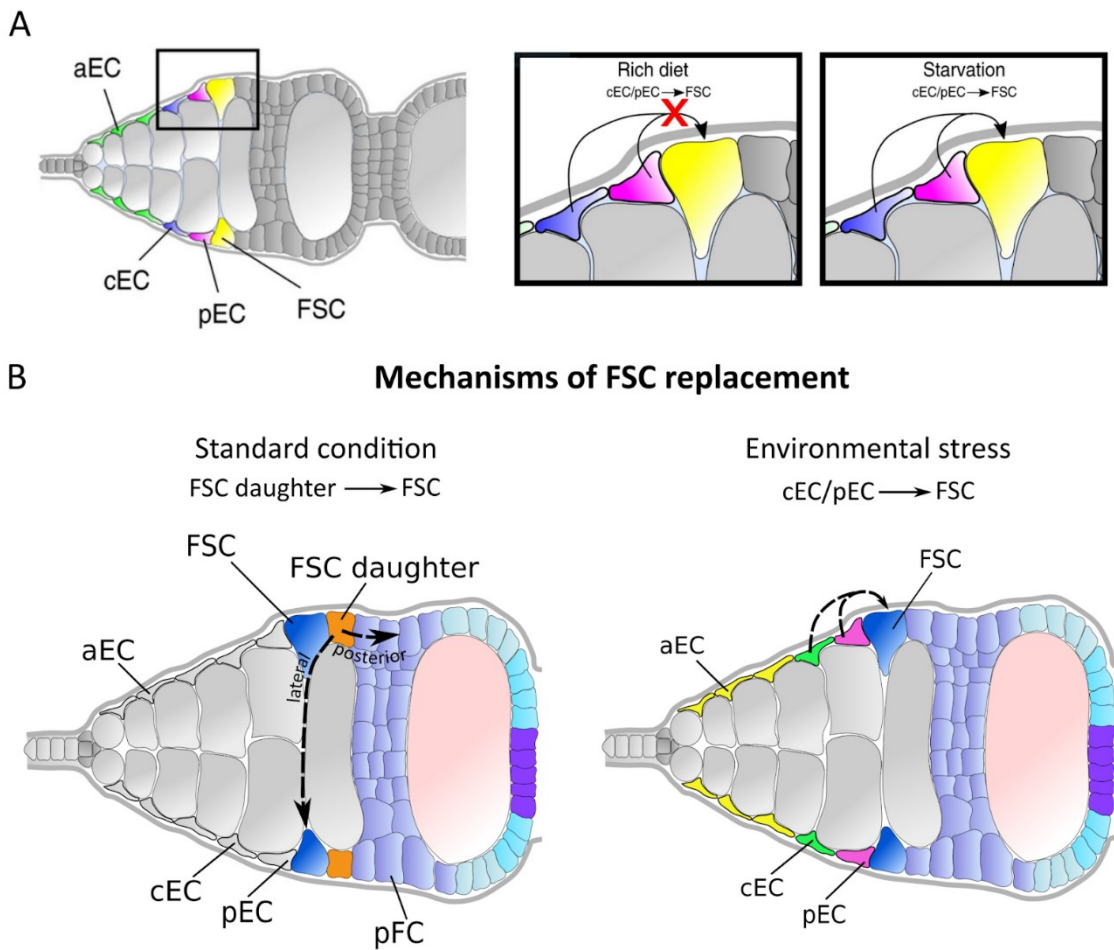 A
aEC
cEC
pEC
FSC
Rich diet
cEC/pEC → FSC
X
Starvation
cEC/pEC → FSC
B
Mechanisms of FSC replacement
Standard condition
FSC daughter → FSC
FSC
FSC daughter
posterior
lateral
aEC
cEC
pEC
pFC
Environmental stress
cEC/pEC → FSC
FSC
aEC
cEC
pEC